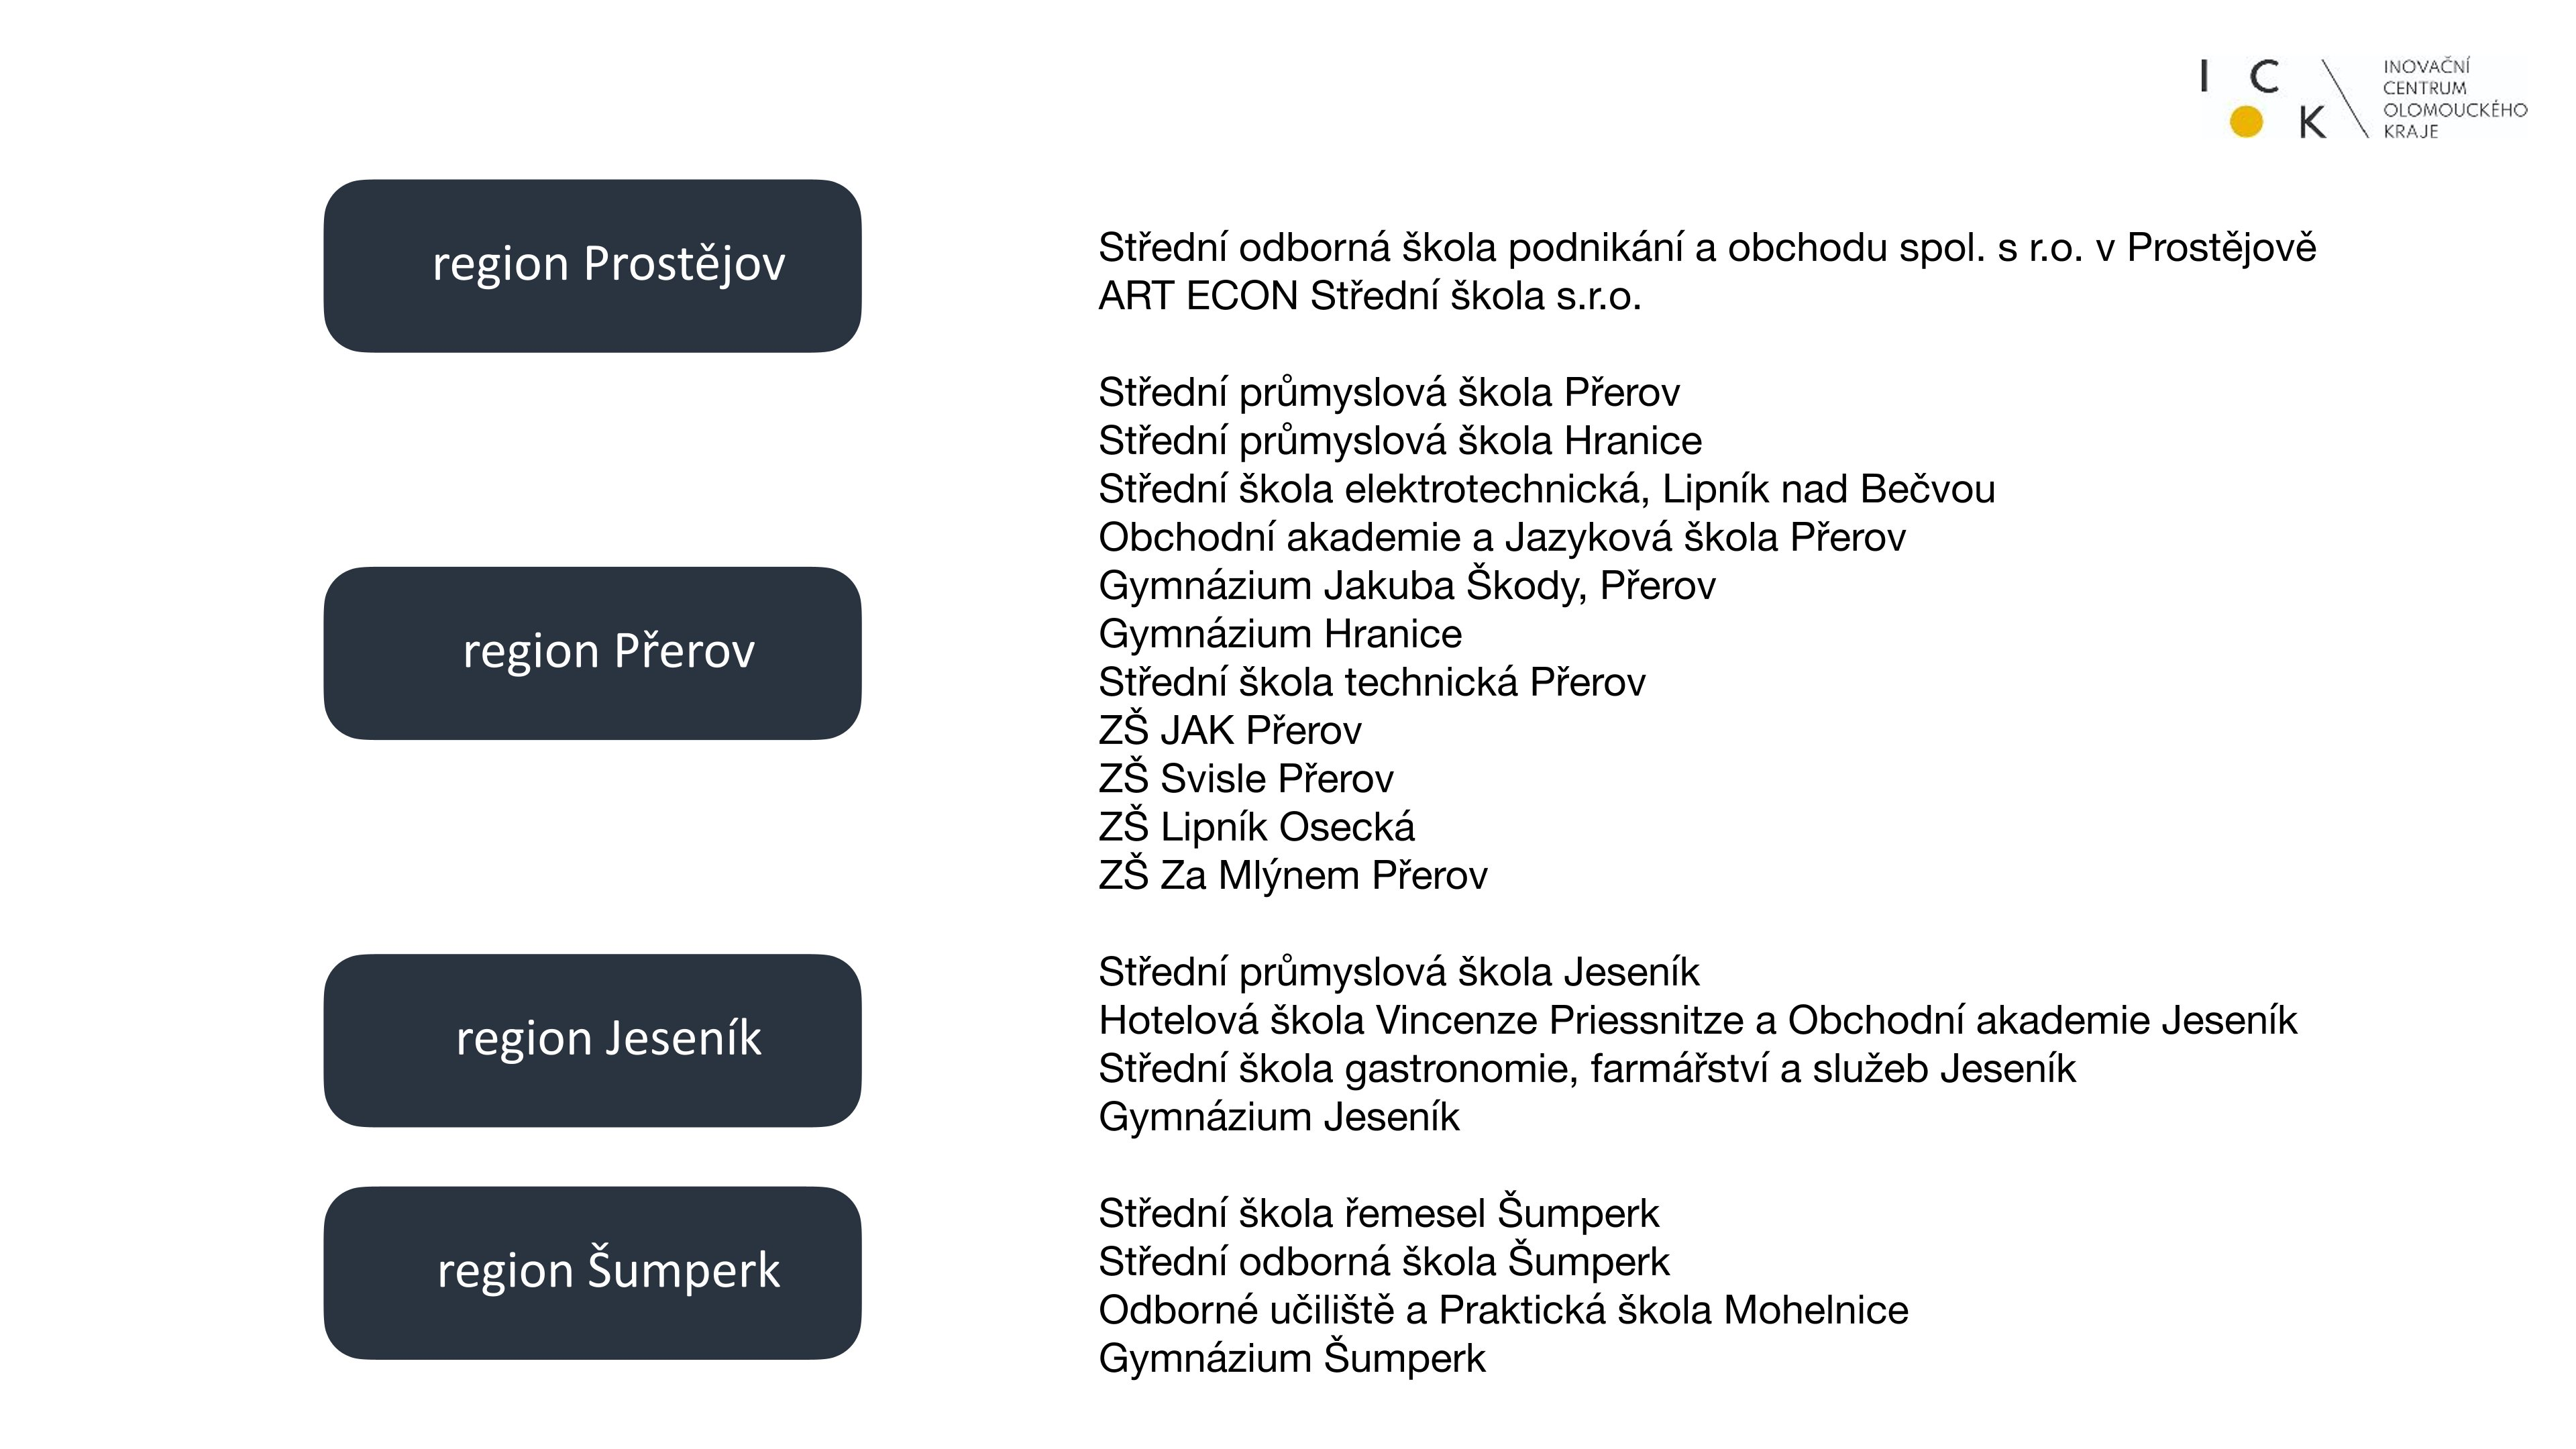 I C
K
INOVAČNÍ
CENTRUM
OLOMOUCKÉHO
KRAJE
region Prostějov
Střední odborná škola podnikání a obchodu spol. s r.o. v Prostějově
ART ECON Střední škola s.r.o.
region Přerov
Střední průmyslová škola Přerov
Střední průmyslová škola Hranice
Střední škola elektrotechnická, Lipník nad Bečvou
Obchodní akademie a Jazyková škola Přerov
Gymnázium Jakuba Škody, Přerov
Gymnázium Hranice
Střední škola technická Přerov
ZŠ JAK Přerov
ZŠ Svisle Přerov
ZŠ Lipník Osecká
ZŠ Za Mlýnem Přerov
region Jeseník
Střední průmyslová škola Jeseník
Hotelová škola Vincenze Priessnitze a Obchodní akademie Jeseník
Střední škola gastronomie, farmářství a služeb Jeseník
Gymnázium Jeseník
region Šumperk
Střední škola řemesel Šumperk
Střední odborná škola Šumperk
Odborné učiliště a Praktická škola Mohelnice
Gymnázium Šumperk